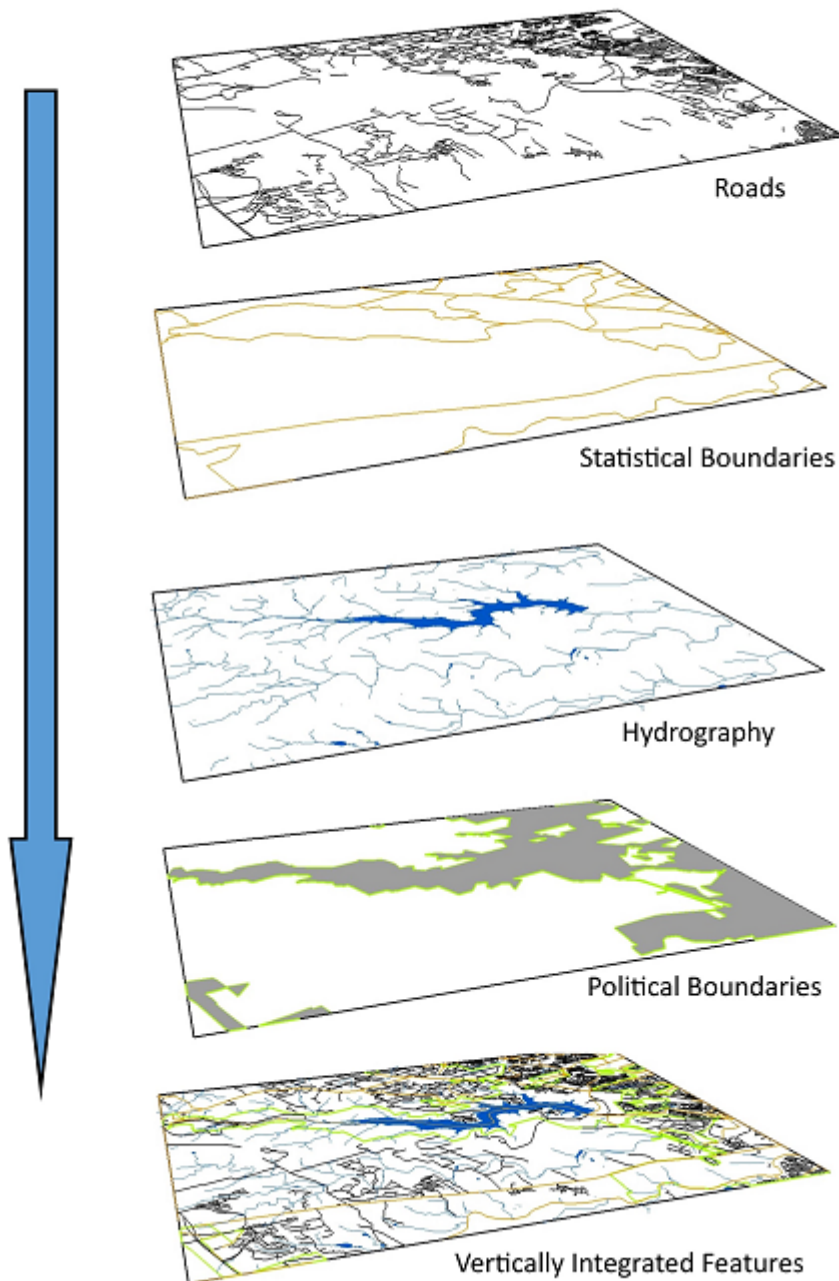 Roads
Statistical Boundaries
Hydrography
Political Boundaries
Vertically Integrated Features